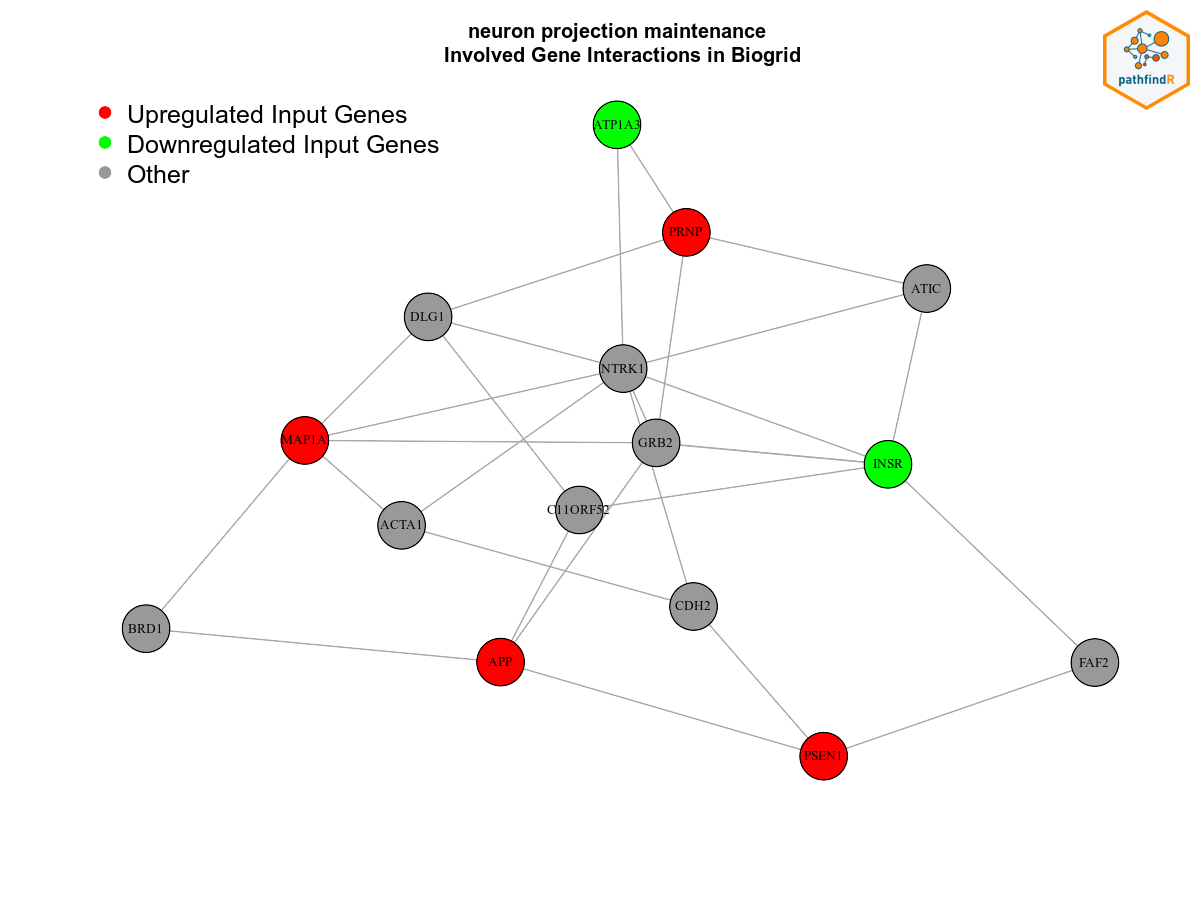 neuron projection maintenance
Involved Gene Interactions in Biogrid
pathfindR
Upregulated Input Genes
Downregulated Input Genes
Other
ATP1A3
PRNP
ATIC
DLG1
NTRK1
MAP1A
GRB2
INSR
C11ORF52
ACTA1
CDH2
BRD1
APP
FAF2
PSEN1